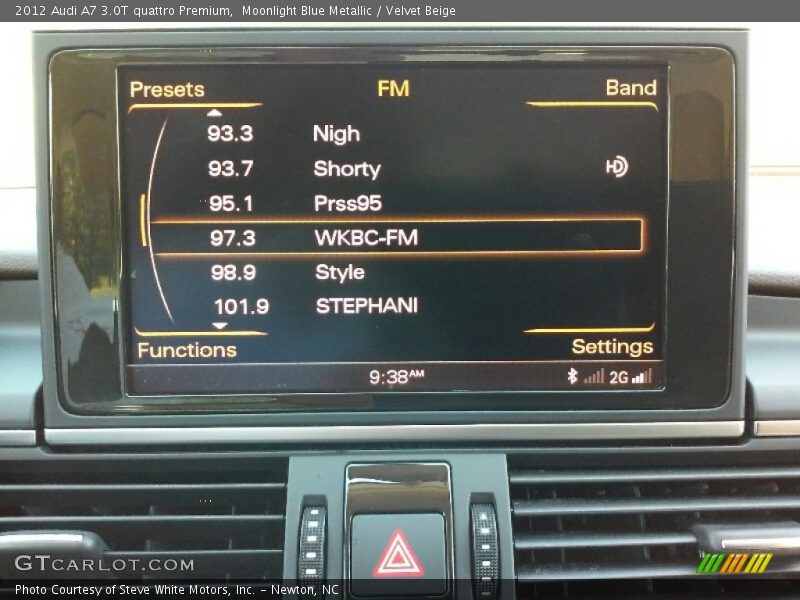 2012 Audi A7 3.0T quattro Premium, Moonlight Blue Metallic / Velvet Beige
Presets FM Band
93.3 Nigh
93.7 Shorty HD
95.1 Prss95
97.3 WKBC-FM
98.9 Style
101.9 STEPHANI
Functions Settings
9:38AM 2G
GTCARLOT.COM
Photo Courtesy of Steve White Motors, Inc. – Newton, NC